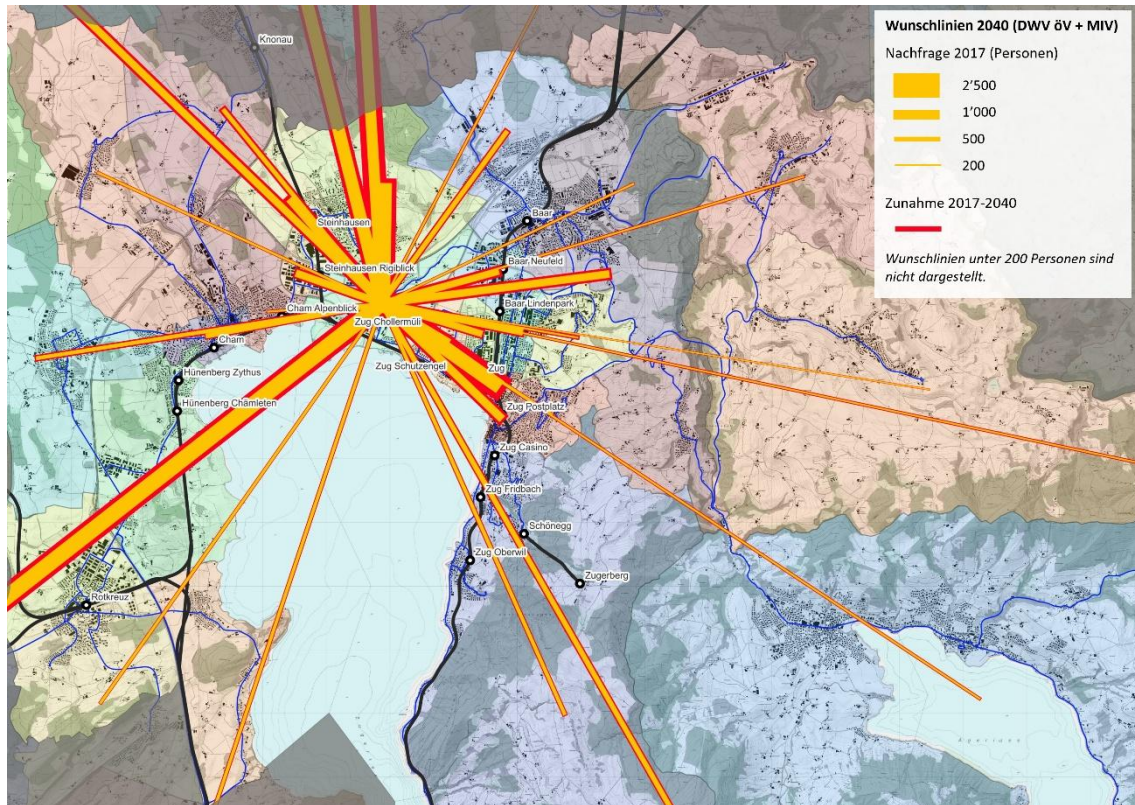 Wunschlinien 2040 (DWV öV + MIV)
Nachfrage 2017 (Personen)
2'500
1'000
500
200
Zunahme 2017-2040
Wunschlinien unter 200 Personen sind
nicht dargestellt.
Knonau
Steinhausen
Baar
Steinhausen Rigiblick
Baar Neufeld
Cham Alpenblick
Baar Lindenpark
Zug Chollermüli
Cham
Zug Schutzengel
Zug
Hünenberg Zythus
Hünenberg Chämleten
Zug Postplatz
Zug Casino
Zug Fridbach
Schönegg
Zug Oberwil
Zugerberg
Rotkreuz